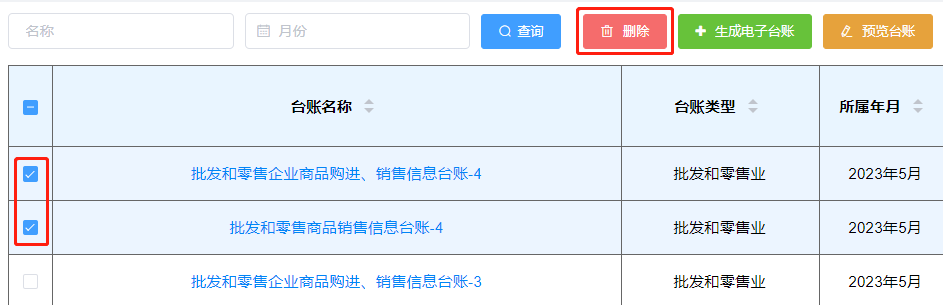 名称 月份 查询 删除 生成电子台账 预览台账
台账名称 台账类型 所属年月
批发和零售企业商品购进、销售信息台账-4 批发和零售业 2023年5月
批发和零售商品销售信息台账-4 批发和零售业 2023年5月
批发和零售企业商品购进、销售信息台账-3 批发和零售业 2023年5月